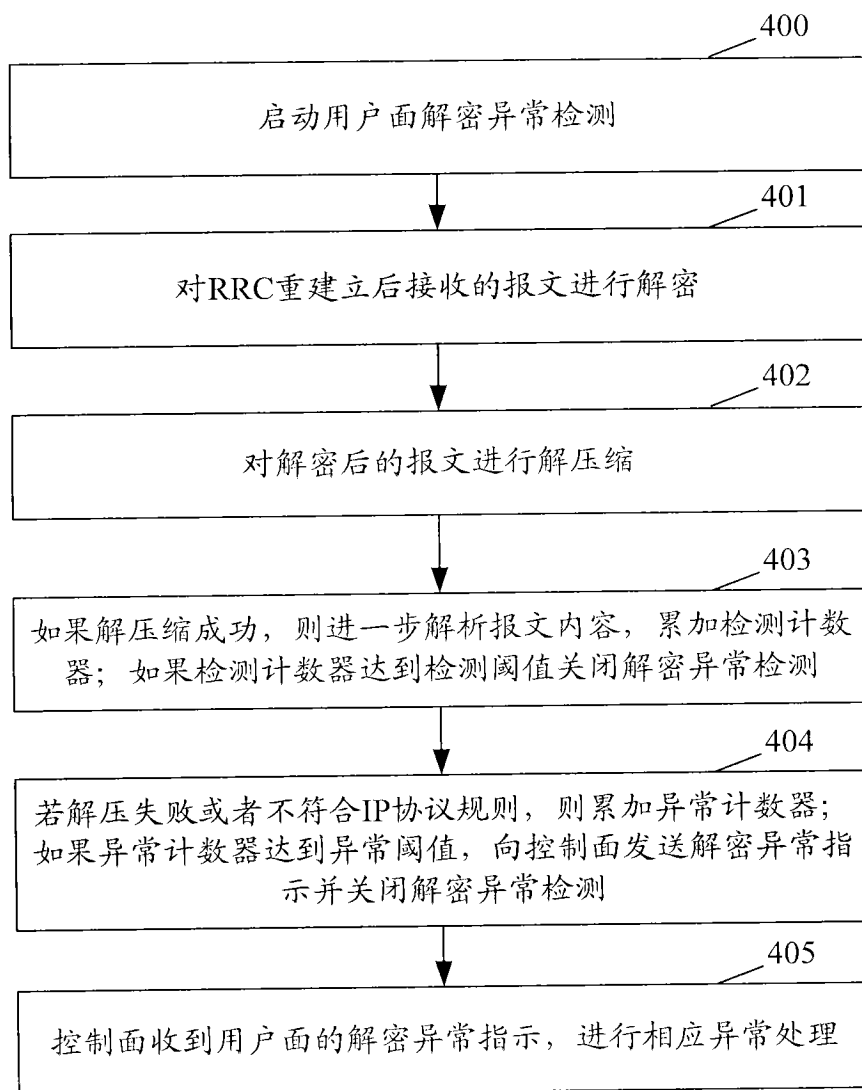 400
启动用户面解密异常检测
401
对RRC重建立后接收的报文进行解密
402
对解密后的报文进行解压缩
403
如果解压缩成功，则进一步解析报文内容，累加检测计数
器；如果检测计数器达到检测阈值关闭解密异常检测
404
若解压失败或者不符合IP协议规则，则累加异常计数器；
如果异常计数器达到异常阈值，向控制面发送解密异常指
示并关闭解密异常检测
405
控制面收到用户面的解密异常指示，进行相应异常处理